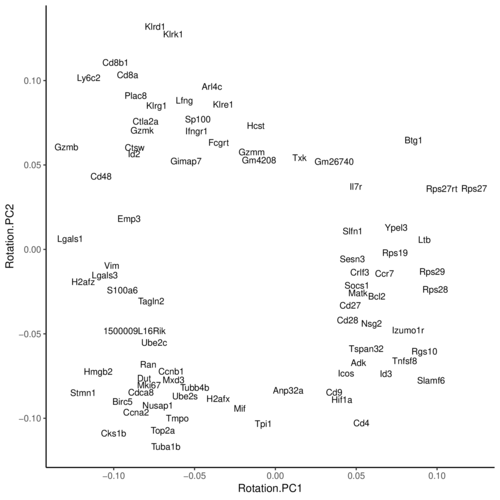 Klrd1
Klrk1
Cd8b1
Cd8a
Ly6c2
Arl4c
Plac8
Lfng
Klrg1
Klre1
Ctla2a
Sp100
Hcst
Gzmk
Ifngr1
Btg1
Fcgrt
Gzmb
Ctsw
Id2
Gzmm
Gimap7
Gm4208
Txk
Gm26740
Cd48
Il7r
Rps27rt
Rps27
Emp3
Slfn1
Ypel3
Lgals1
Ltb
Rps19
Sesn3
Vim
Lgals3
Crlf3
Ccr7
Rps29
H2afz
Socs1
S100a6
Matk
Bcl2
Rps28
Tagln2
Cd27
Cd28
Nsg2
1500009L16Rik
Izumo1r
Ube2c
Tspan32
Rgs10
Ran
Adk
Tnfsf8
Hmgb2
Ccnb1
Icos
Id3
Dut
Mxd3
Slamf6
Mki67
Tubb4b
Stmn1
Cdca8
Anp32a
Cd9
Ube2s
H2afx
Hif1a
Birc5
Nusap1
Mif
Ccna2
Tmpo
Tpi1
Cd4
Cks1b
Top2a
Tuba1b
0.10
0.05
0.00
−0.05
−0.10
Rotation.PC2
−0.10
−0.05
0.00
0.05
0.10
Rotation.PC1